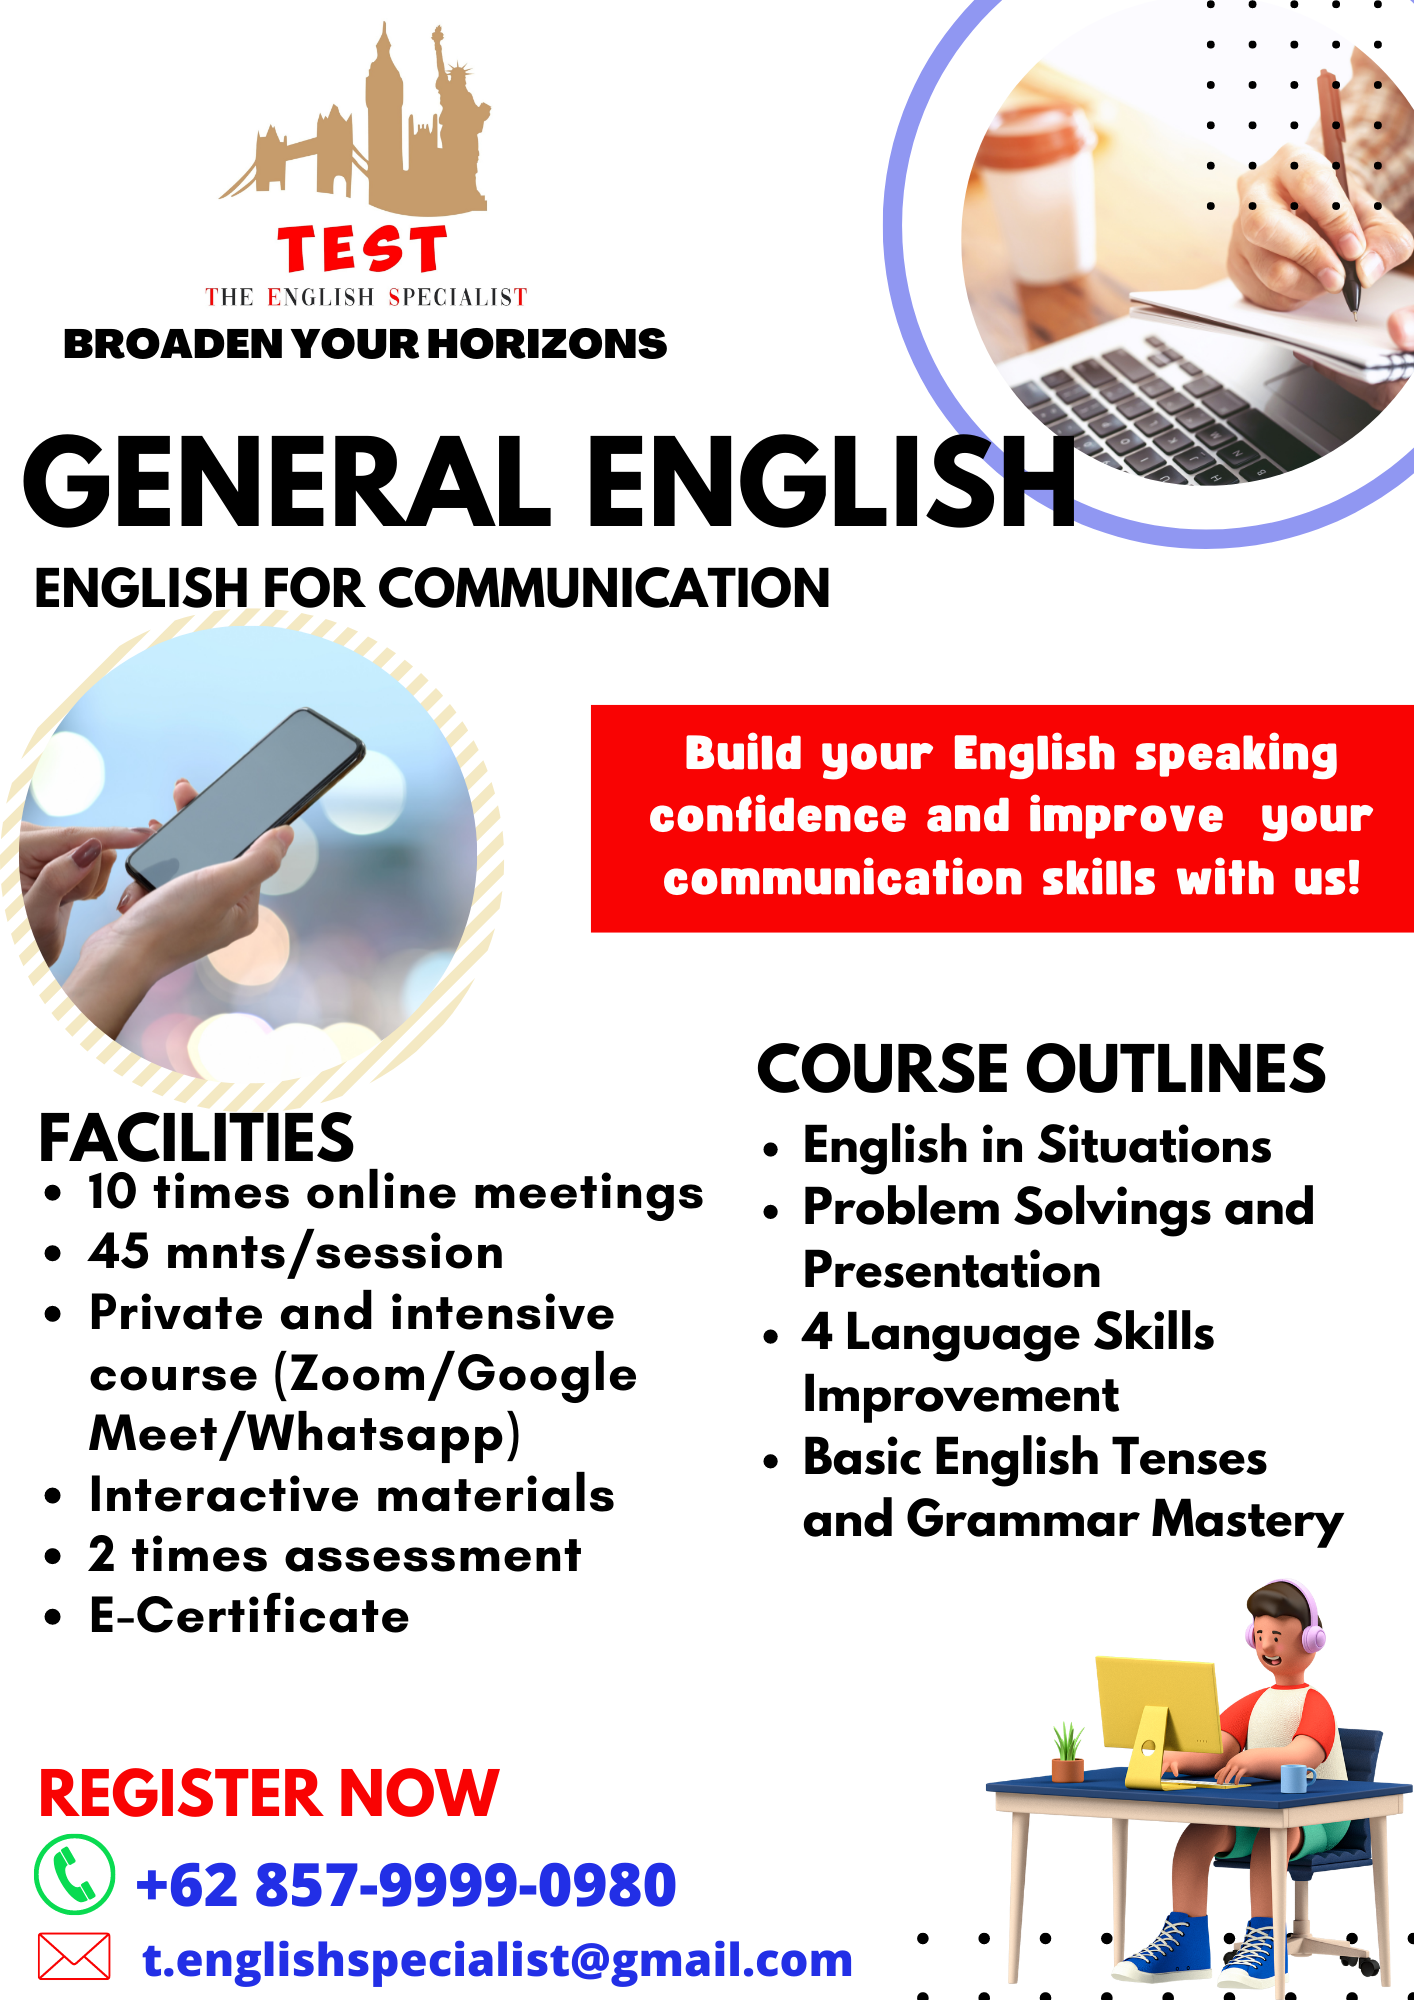 TEST
THE ENGLISH SPECIALIST
BROADEN YOUR HORIZONS
GENERAL ENGLISH
ENGLISH FOR COMMUNICATION
Build your English speaking
confidence and improve your
communication skills with us!
FACILITIES
• 10 times online meetings
• 45 mnts/session
• Private and intensive
course (Zoom/Google
Meet/Whatsapp)
• Interactive materials
• 2 times assessment
• E-Certificate
COURSE OUTLINES
• English in Situations
• Problem Solvings and
Presentation
• 4 Language Skills
Improvement
• Basic English Tenses
and Grammar Mastery
REGISTER NOW
+62 857-9999-0980
t.englishspecialist@gmail.com